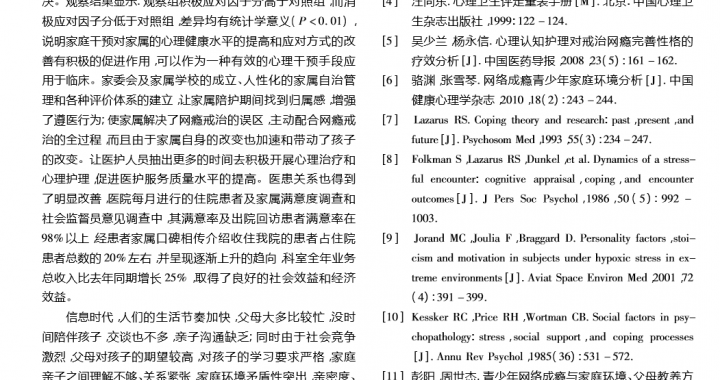 决。观察结果显示:观察组积极应对因子分高于对照组,而消
极应对因子分低于对照组,差异均有统计学意义(P<0.01),
说明家庭干预对家属的心理健康水平的提高和应对方式的改
善有积极的促进作用,可以作为一种有效的心理干预手段应
用于临床。家委会及家属学校的成立、人性化的家属自治管
理和各种评价体系的建立,让家属陪护期间找到归属感,增强
了遵医行为;使家属解决了网瘾戒治的误区,主动配合网瘾戒
治的全过程,而且由于家属自身的改变也加速和带动了孩子
的改变。让医护人员抽出更多的时间去积极开展心理治疗和
心理护理,促进医护服务质量水平的提高。医患关系也得到
了明显改善,医院每月进行的住院患者及家属满意度调查和
社会监督员意见调查中,其满意率及出院回访患者满意率在
98%以上,经患者家属口碑相传介绍收住我院的患者占住院
患者总数的20%左右,并呈现逐渐上升的趋向,科室全年业务
总收入比去年同期增长25%,取得了良好的社会效益和经济
效益。
信息时代,人们的生活节奏加快,父母大多比较忙,没时
间陪伴孩子,交谈也不多,亲子沟通缺乏;同时由于社会竞争
激烈,父母对孩子的期望较高,对孩子的学习要求严格,家庭
亲子之间理解不够、关系紧张,家庭环境矛盾性突出,亲密度、
[4] 汪向东.心理卫生评定量表手册[M].北京:中国心理卫
生杂志出版社,1999:122-124.
[5] 吴少兰,杨永信.心理认知护理对戒治网瘾完善性格的
疗效分析[J].中国医药导报,2008,23(5):161-162.
[6] 骆渊,张雪琴.网络成瘾青少年家庭环境分析[J].中国
健康心理学杂志,2010,18(2):243-244.
[7] Lazarus RS. Coping theory and research: past,present,and
future[J]. Psychosom Med,1993,55(3):234-247.
[8] Folkman S,Lazarus RS,Dunkel,et al. Dynamics of a stress-
ful encounter: cognitive appraisal,coping,and encounter
outcomes[J]. J Pers Soc Psychol,1986,50(5):992-
1003.
[9] Jorand MC,Joulia F,Braggard D. Personality factors,stoi-
cism and motivation in subjects under hypoxic stress in ex-
treme environments[J]. Aviat Space Environ Med,2001,72
(4):391-399.
[10] Kessker RC,Price RH,Wortman CB. Social factors in psy-
chopathology: stress,social support,and coping processes
[J]. Annu Rev Psychol,1985(36):531-572.
[11] 彭阳,周世杰.青少年网络成瘾与家庭环境、父母教养方